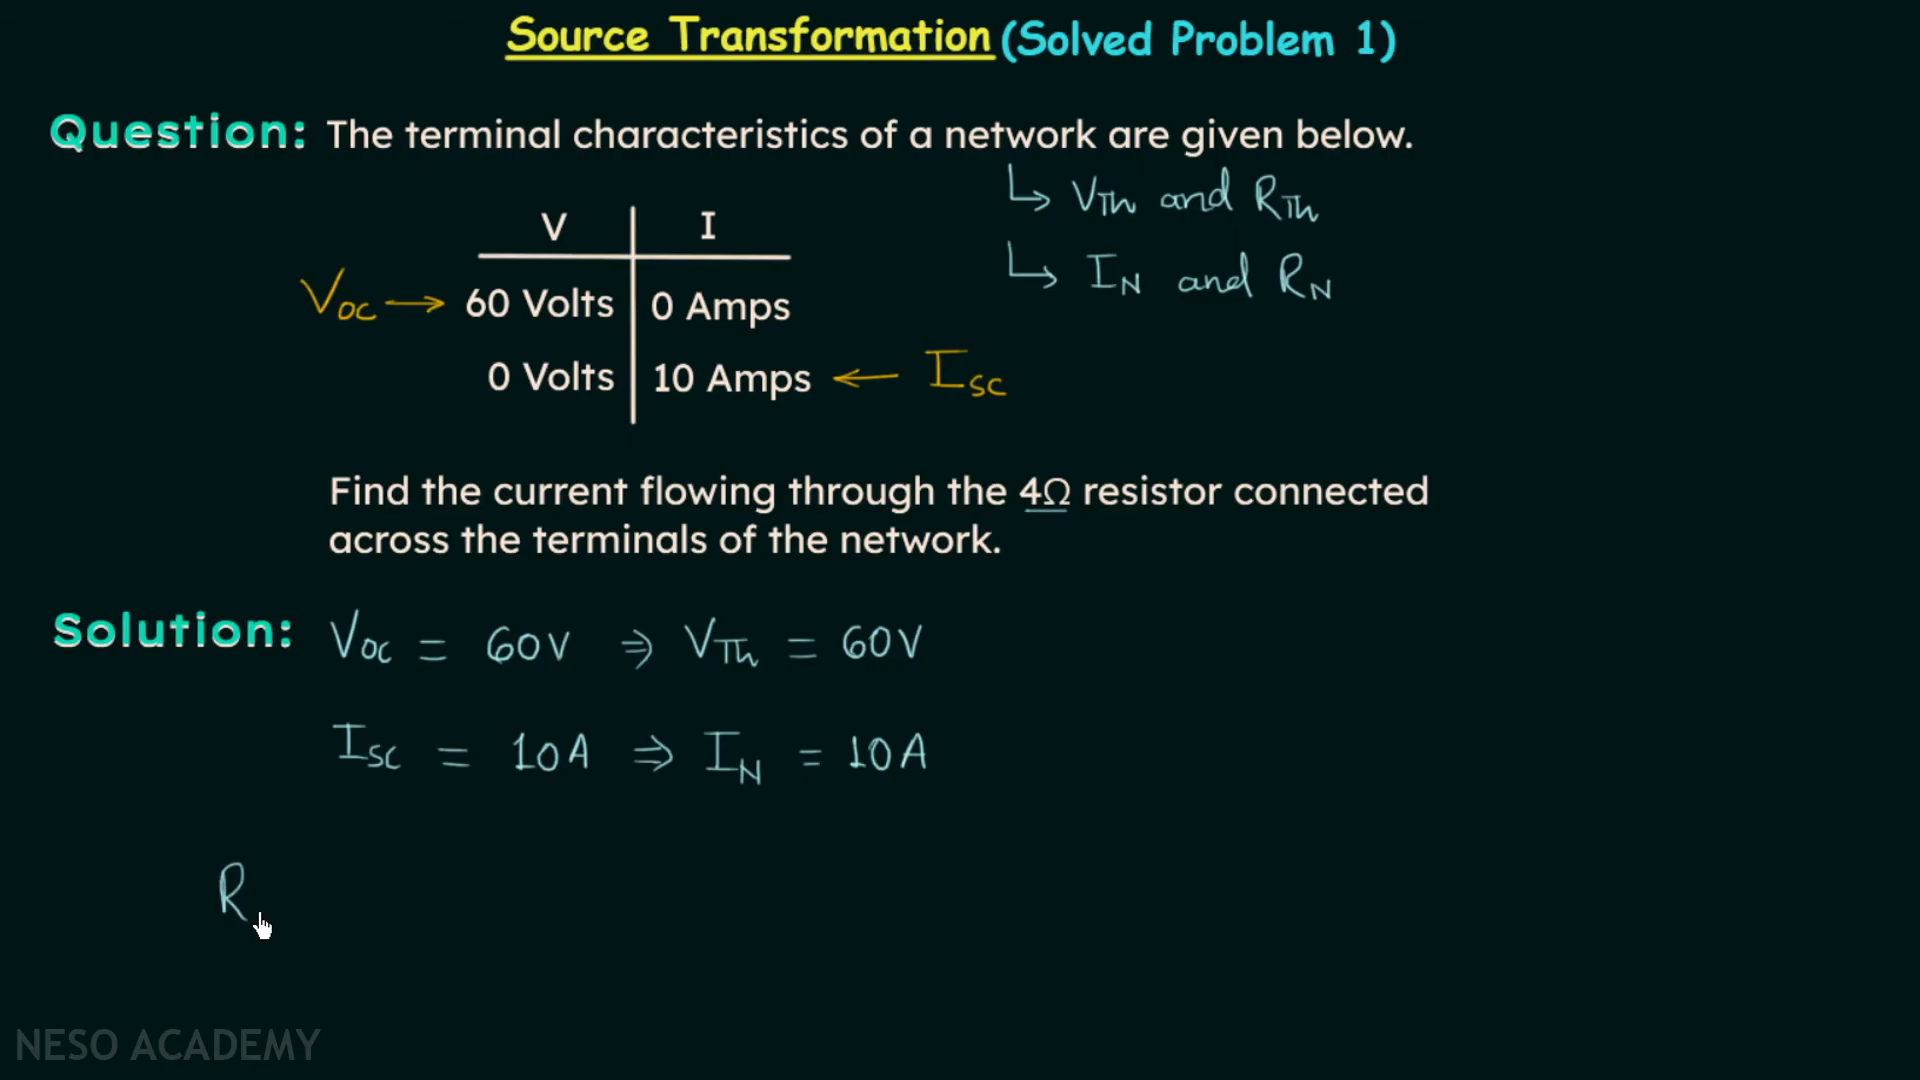 Source Transformation (Solved Problem 1)
Question: The terminal characteristics of a network are given below.
↳ VTh and RTh
V I
↳ IN and RN
VOC → 60 Volts 0 Amps
0 Volts 10 Amps ← ISC
Find the current flowing through the 4Ω resistor connected
across the terminals of the network.
Solution: VOC = 60V ⇒ VTh = 60V
ISC = 10A ⇒ IN = 10A
R
NESO ACADEMY